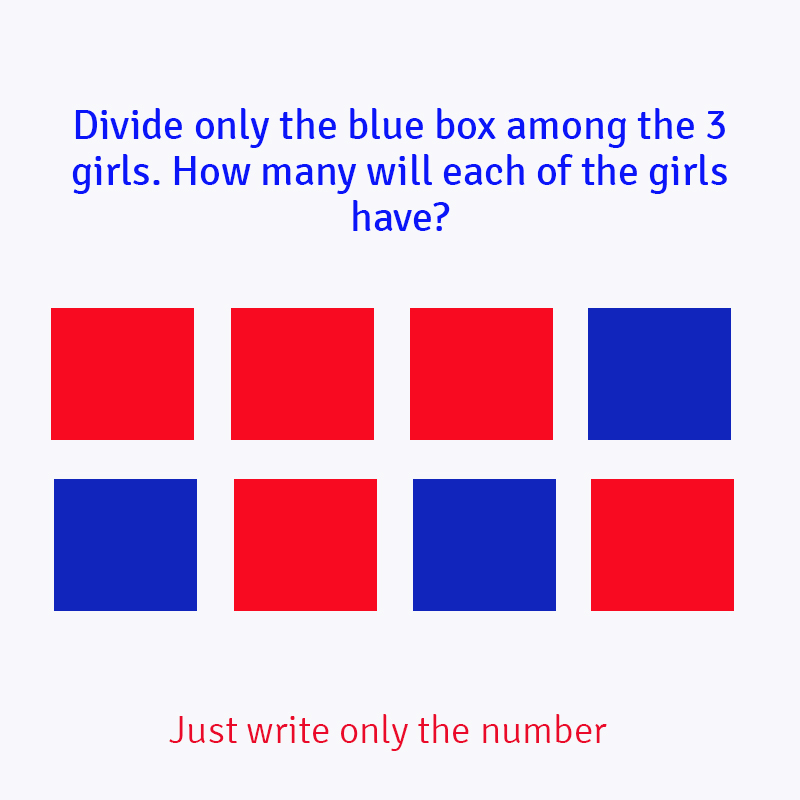 Divide only the blue box among the 3
girls. How many will each of the girls
have?
Just write only the number